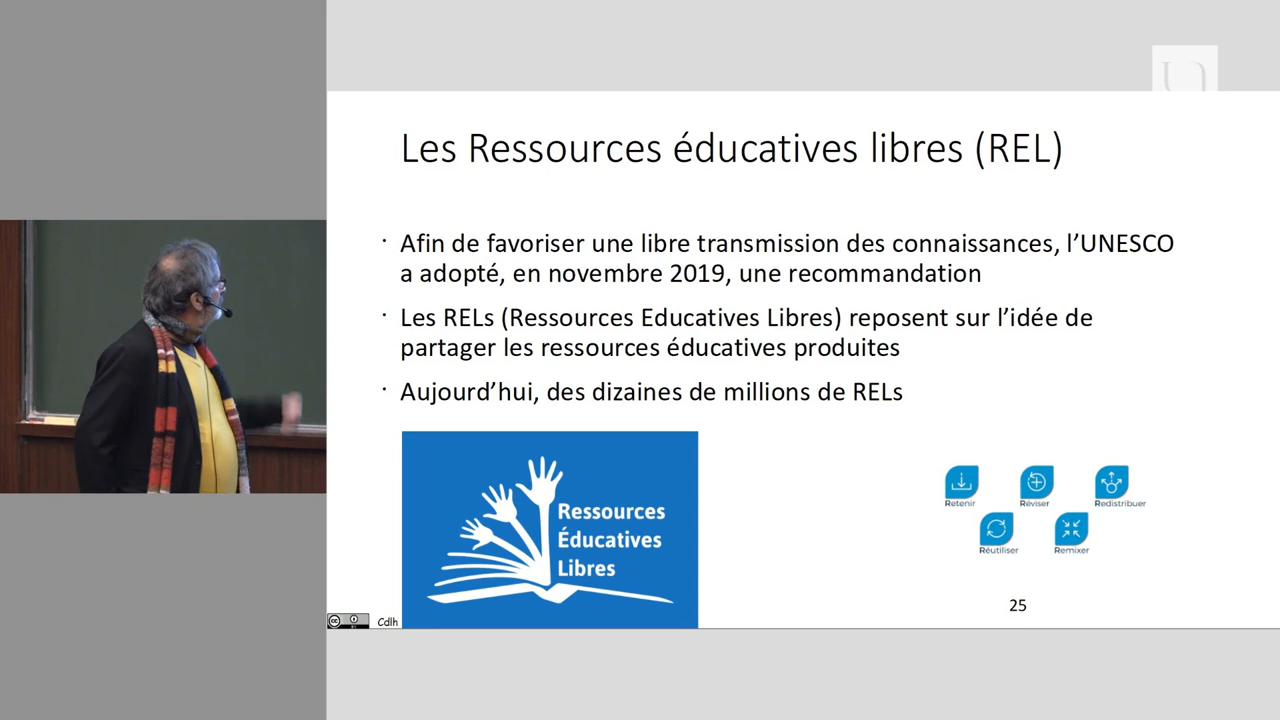 Les Ressources éducatives libres (REL)
Afin de favoriser une libre transmission des connaissances, l’UNESCO
a adopté, en novembre 2019, une recommandation
Les RELs (Ressources Educatives Libres) reposent sur l’idée de
partager les ressources éducatives produites
Aujourd’hui, des dizaines de millions de RELs
Ressources
Éducatives
Libres
Retenir
Réviser
Redistribuer
Réutiliser
Remixer
25
cc
BY
Cdlh